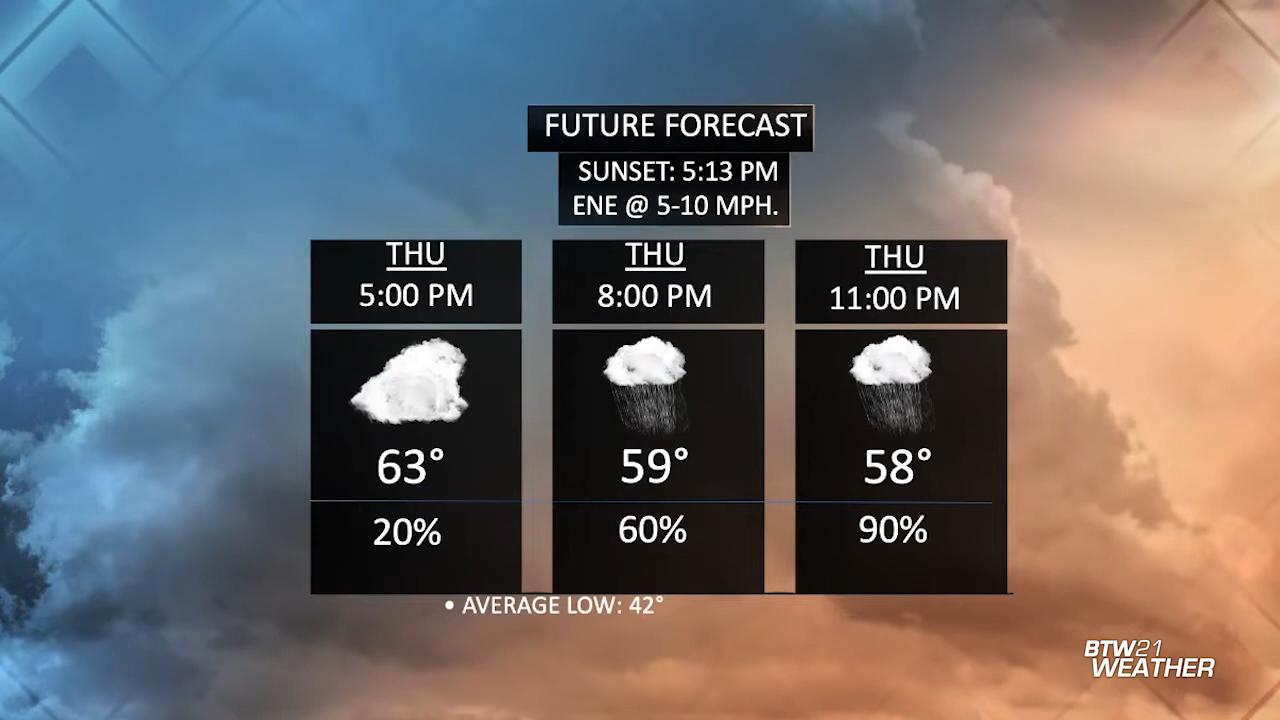 FUTURE FORECAST
SUNSET: 5:13 PM
ENE @ 5-10 MPH.
THU
5:00 PM
63°
20%
THU
8:00 PM
59°
60%
THU
11:00 PM
58°
90%
• AVERAGE LOW: 42°
BTW21
WEATHER